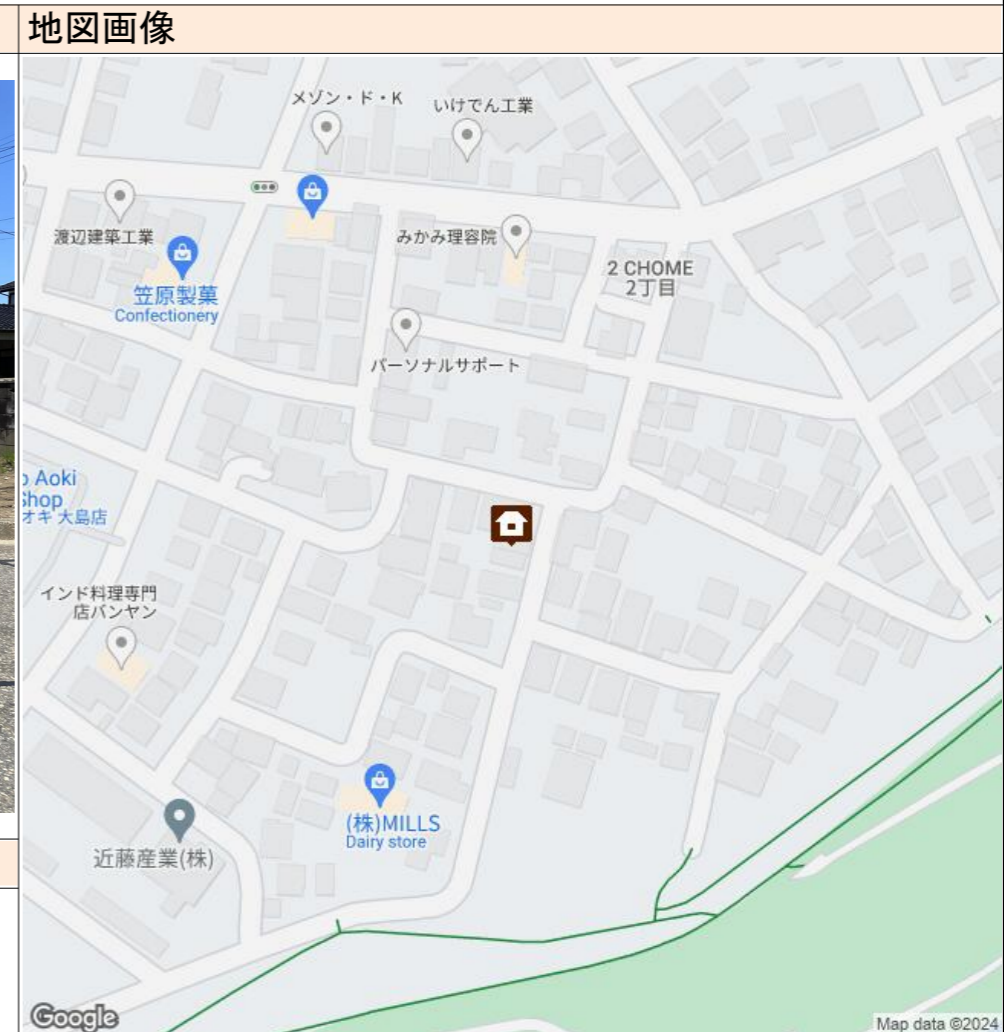 地図画像
メゾン・ド・K
いけでん工業
渡辺建築工業
みかみ理容院
笠原製菓
Confectionery
2 CHOME
2丁目
パーソナルサポート
o Aoki
Shop
オキ 大島店
インド料理専門
店バンヤン
(株)MILLS
Dairy store
近藤産業(株)
Google
Map data ©2024